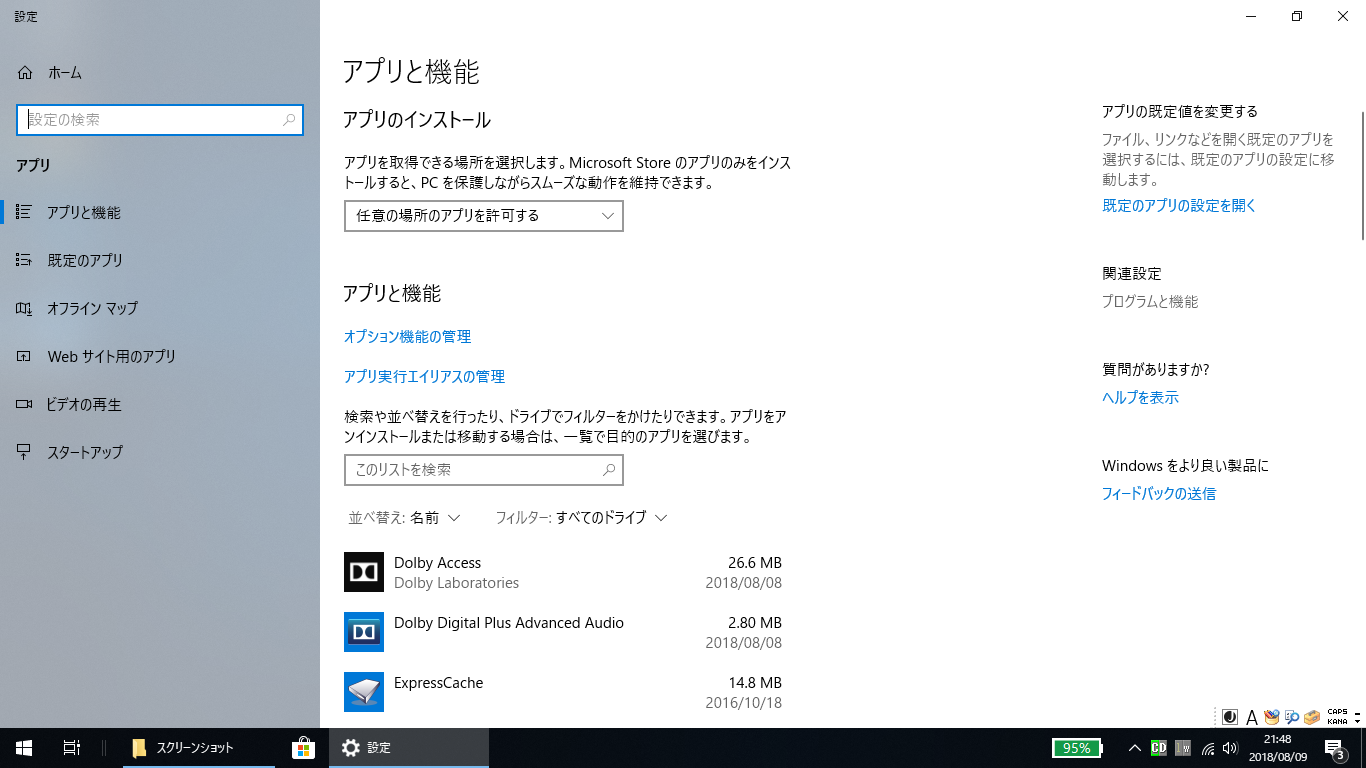 設定
ホーム
設定の検索
アプリ
アプリと機能
既定のアプリ
オフライン マップ
Web サイト用のアプリ
ビデオの再生
スタートアップ
アプリと機能
アプリのインストール
アプリを取得できる場所を選択します。Microsoft Store のアプリのみをインス
トールすると、PC を保護しながらスムーズな動作を維持できます。
任意の場所のアプリを許可する
アプリと機能
オプション機能の管理
アプリ実行エイリアスの管理
検索や並べ替えを行ったり、ドライブでフィルターをかけたりできます。アプリをア
ンインストールまたは移動する場合は、一覧で目的のアプリを選びます。
このリストを検索
並べ替え: 名前 フィルター: すべてのドライブ
Dolby Access 26.6 MB
Dolby Laboratories 2018/08/08
Dolby Digital Plus Advanced Audio 2.80 MB
2018/08/08
ExpressCache 14.8 MB
2016/10/18
アプリの既定値を変更する
ファイル、リンクなどを開く既定のアプリを
選択するには、既定のアプリの設定に移
動します。
既定のアプリの設定を開く
関連設定
プログラムと機能
質問がありますか?
ヘルプを表示
Windows をより良い製品に
フィードバックの送信
A CAPS
KANA
スクリーンショット
設定
95%
CD
21:48
2018/08/09
3